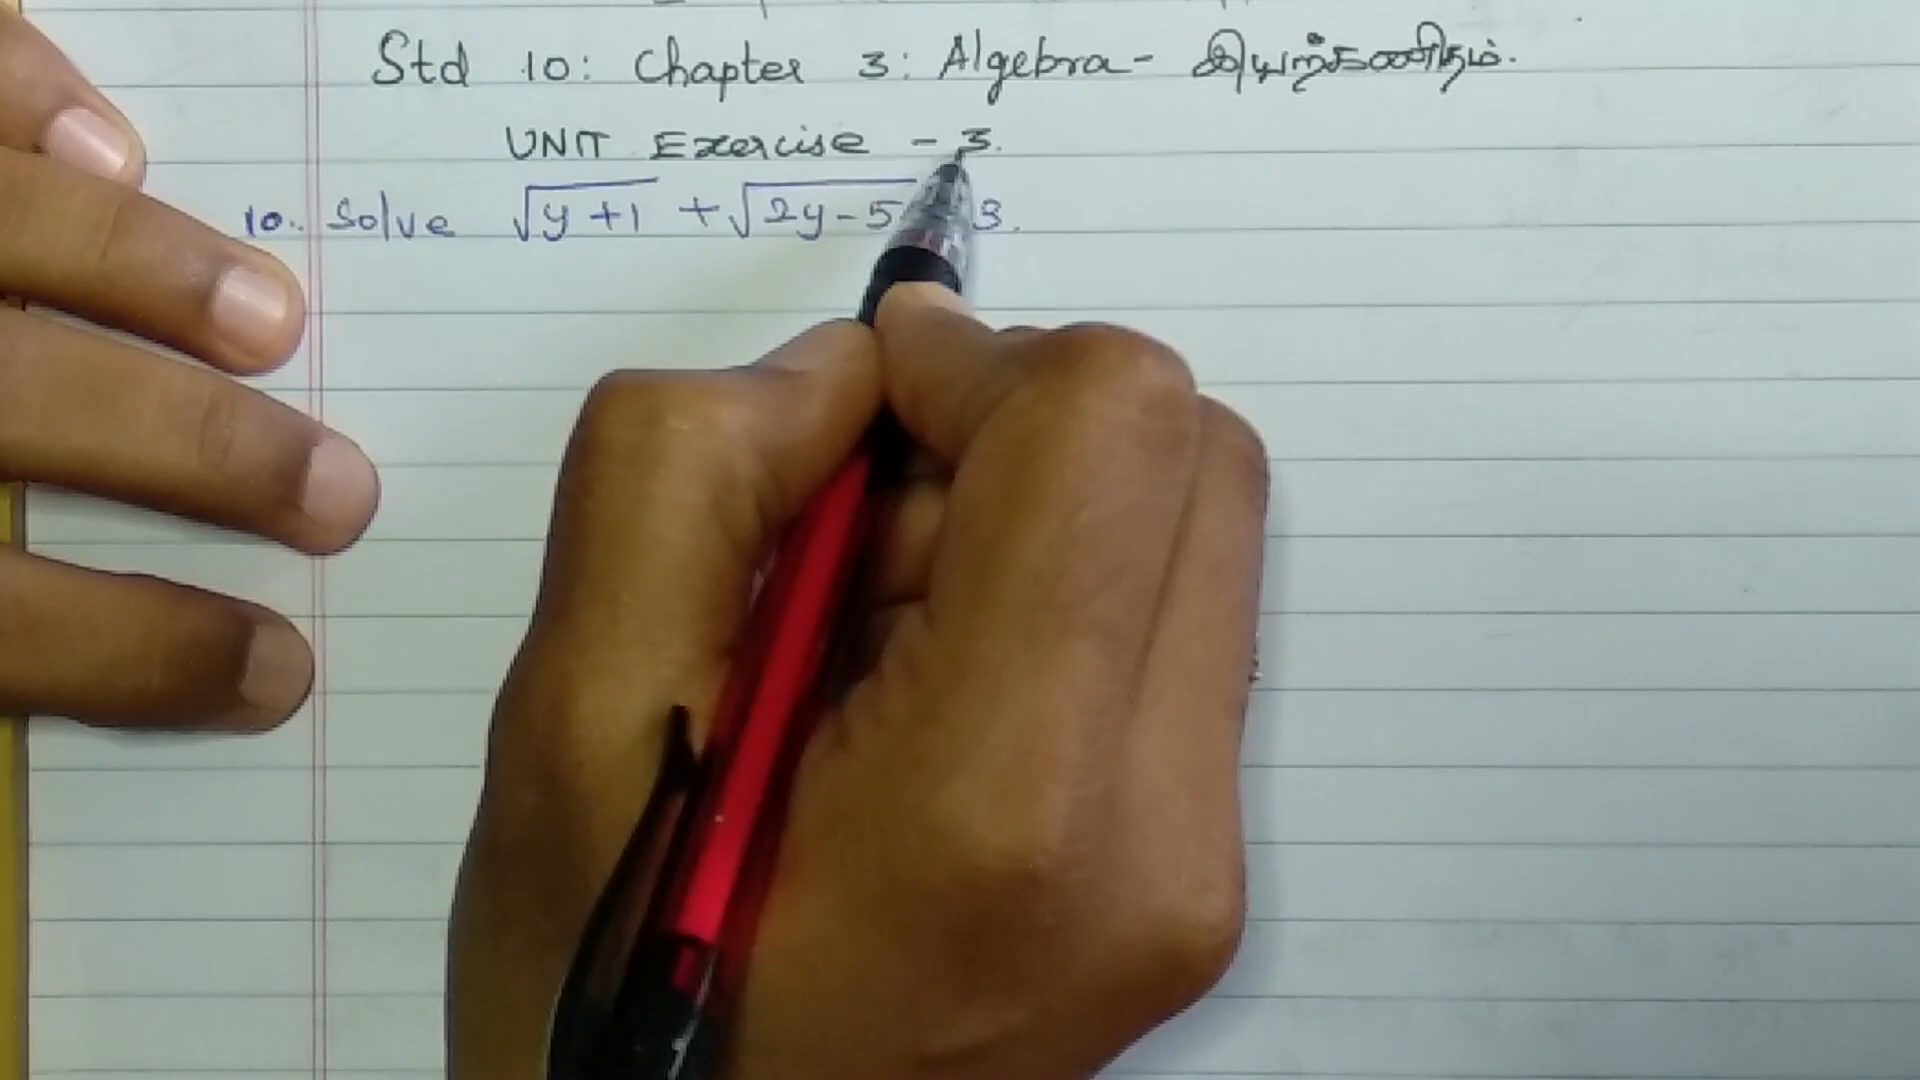 Std 10: Chapter 3: Algebra - இயற்கணிதம்.
UNIT Exercise - 3.
10. Solve √y+1 + √2y-5 3.